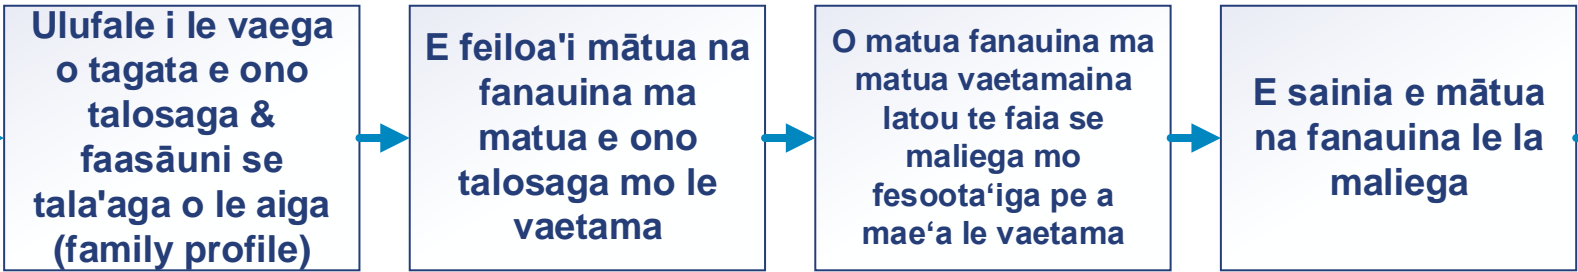 Ulufale i le vaega
o tagata e ono
talosaga &
faasāuni se
tala'aga o le aiga
(family profile)
E feiloa'i mātua na
fanauina ma
matua e ono
talosaga mo le
vaetama
O matua fanauina ma
matua vaetamaina
latou te faia se
maliega mo
fesoota‘iga pe a
mae‘a le vaetama
E sainia e mātua
na fanauina le la
maliega